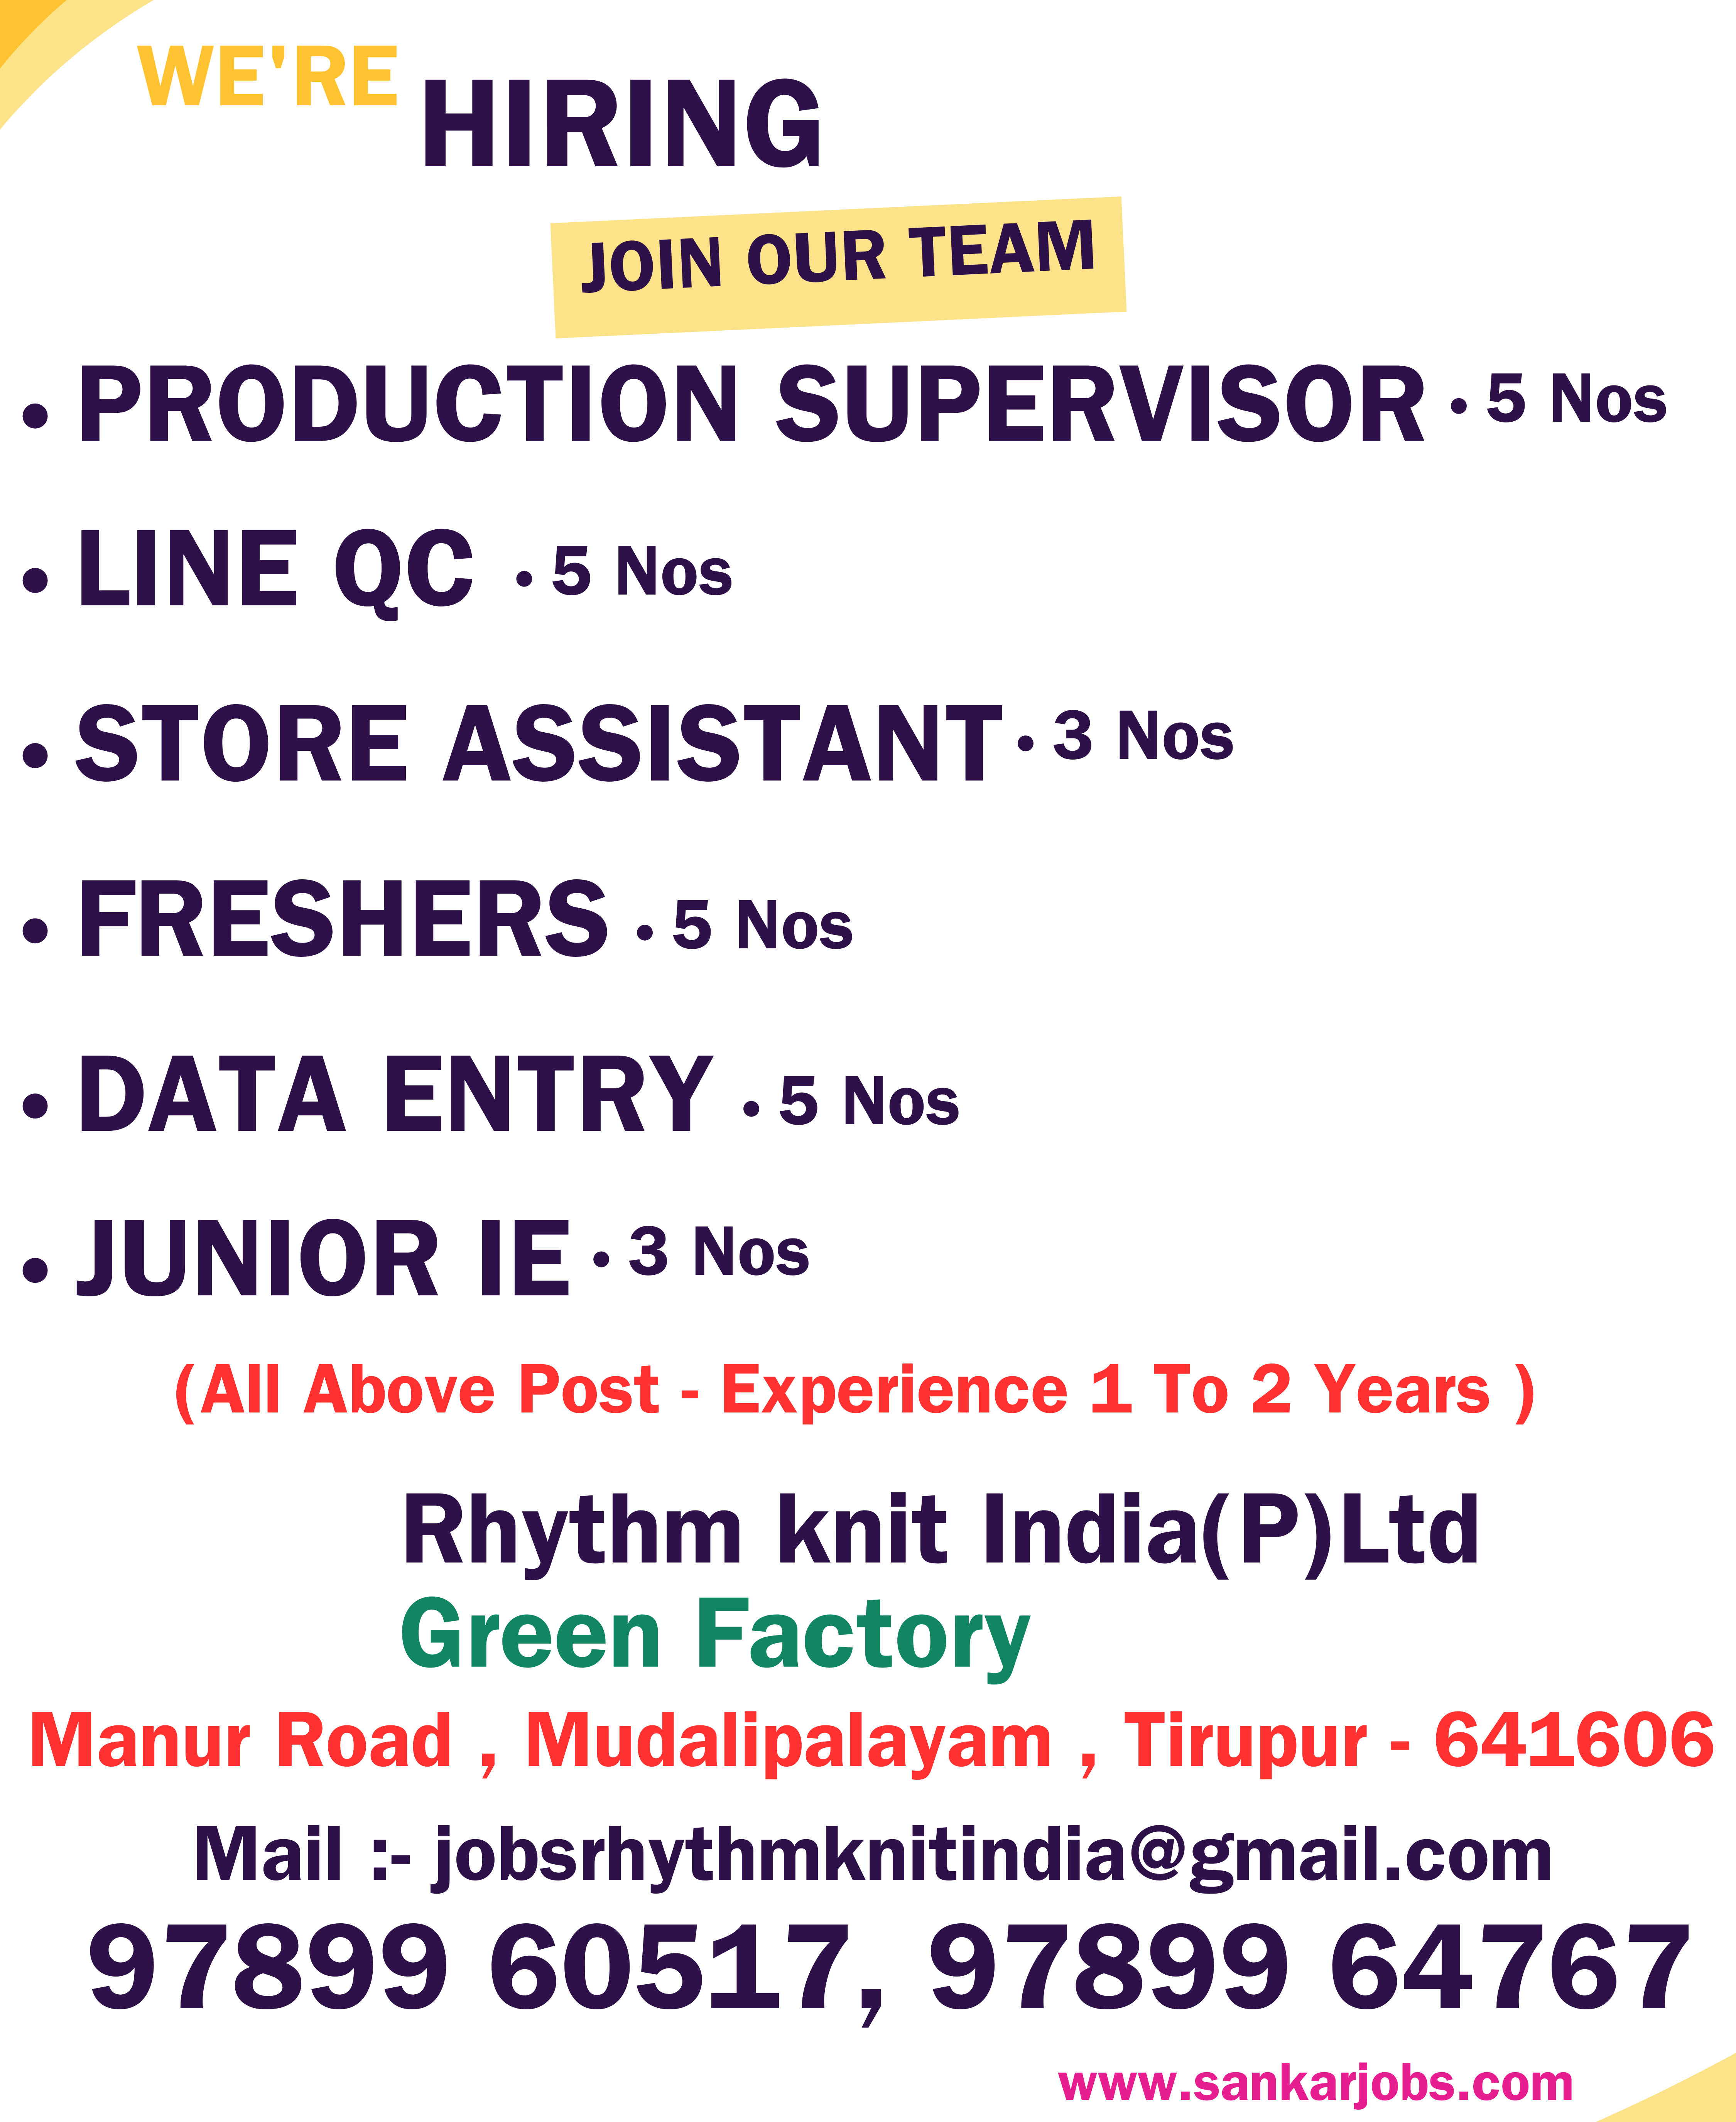 WE'RE
HIRING
JOIN OUR TEAM
• PRODUCTION SUPERVISOR • 5 Nos
• LINE QC • 5 Nos
• STORE ASSISTANT • 3 Nos
• FRESHERS • 5 Nos
• DATA ENTRY • 5 Nos
• JUNIOR IE • 3 Nos
(All Above Post - Experience 1 To 2 Years )
Rhythm knit India(P)Ltd
Green Factory
Manur Road , Mudalipalayam , Tirupur - 641606
Mail :- jobsrhythmknitindia@gmail.com
97899 60517, 97899 64767
www.sankarjobs.com